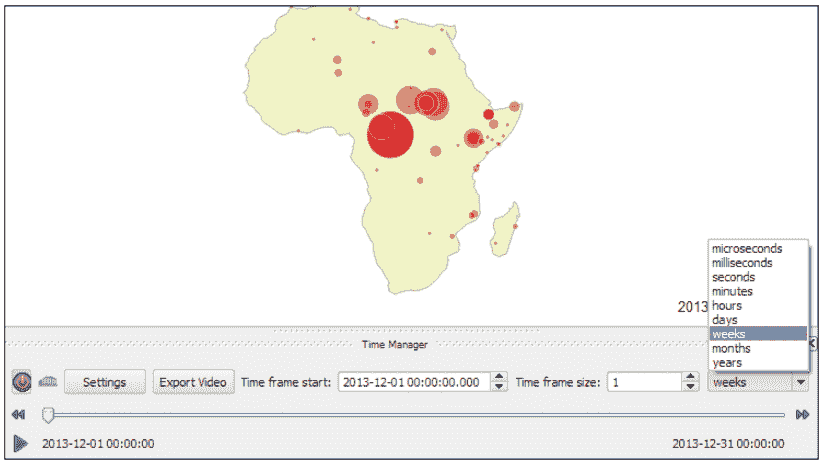 microseconds
milliseconds
seconds
minutes
2013
hours
days
weeks
months
years
Time Manager
Settings
Export Video
Time frame start:
2013-12-01 00:00:00.000
Time frame size:
1
weeks
2013-12-01 00:00:00
2013-12-31 00:00:00